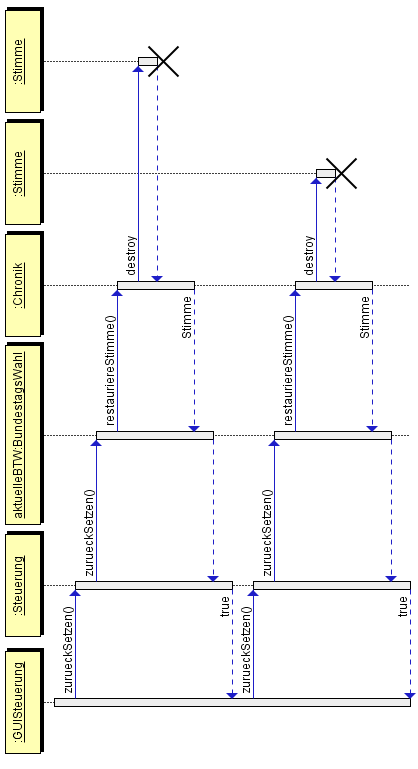 :GUISteuerung
:Steuerung
aktuelleBTW:BundestagsWahl
:Chronik
:Stimme
:Stimme
zurueckSetzen()
zurueckSetzen()
restauriereStimme()
destroy
Stimme
true
zurueckSetzen()
zurueckSetzen()
restauriereStimme()
destroy
Stimme
true